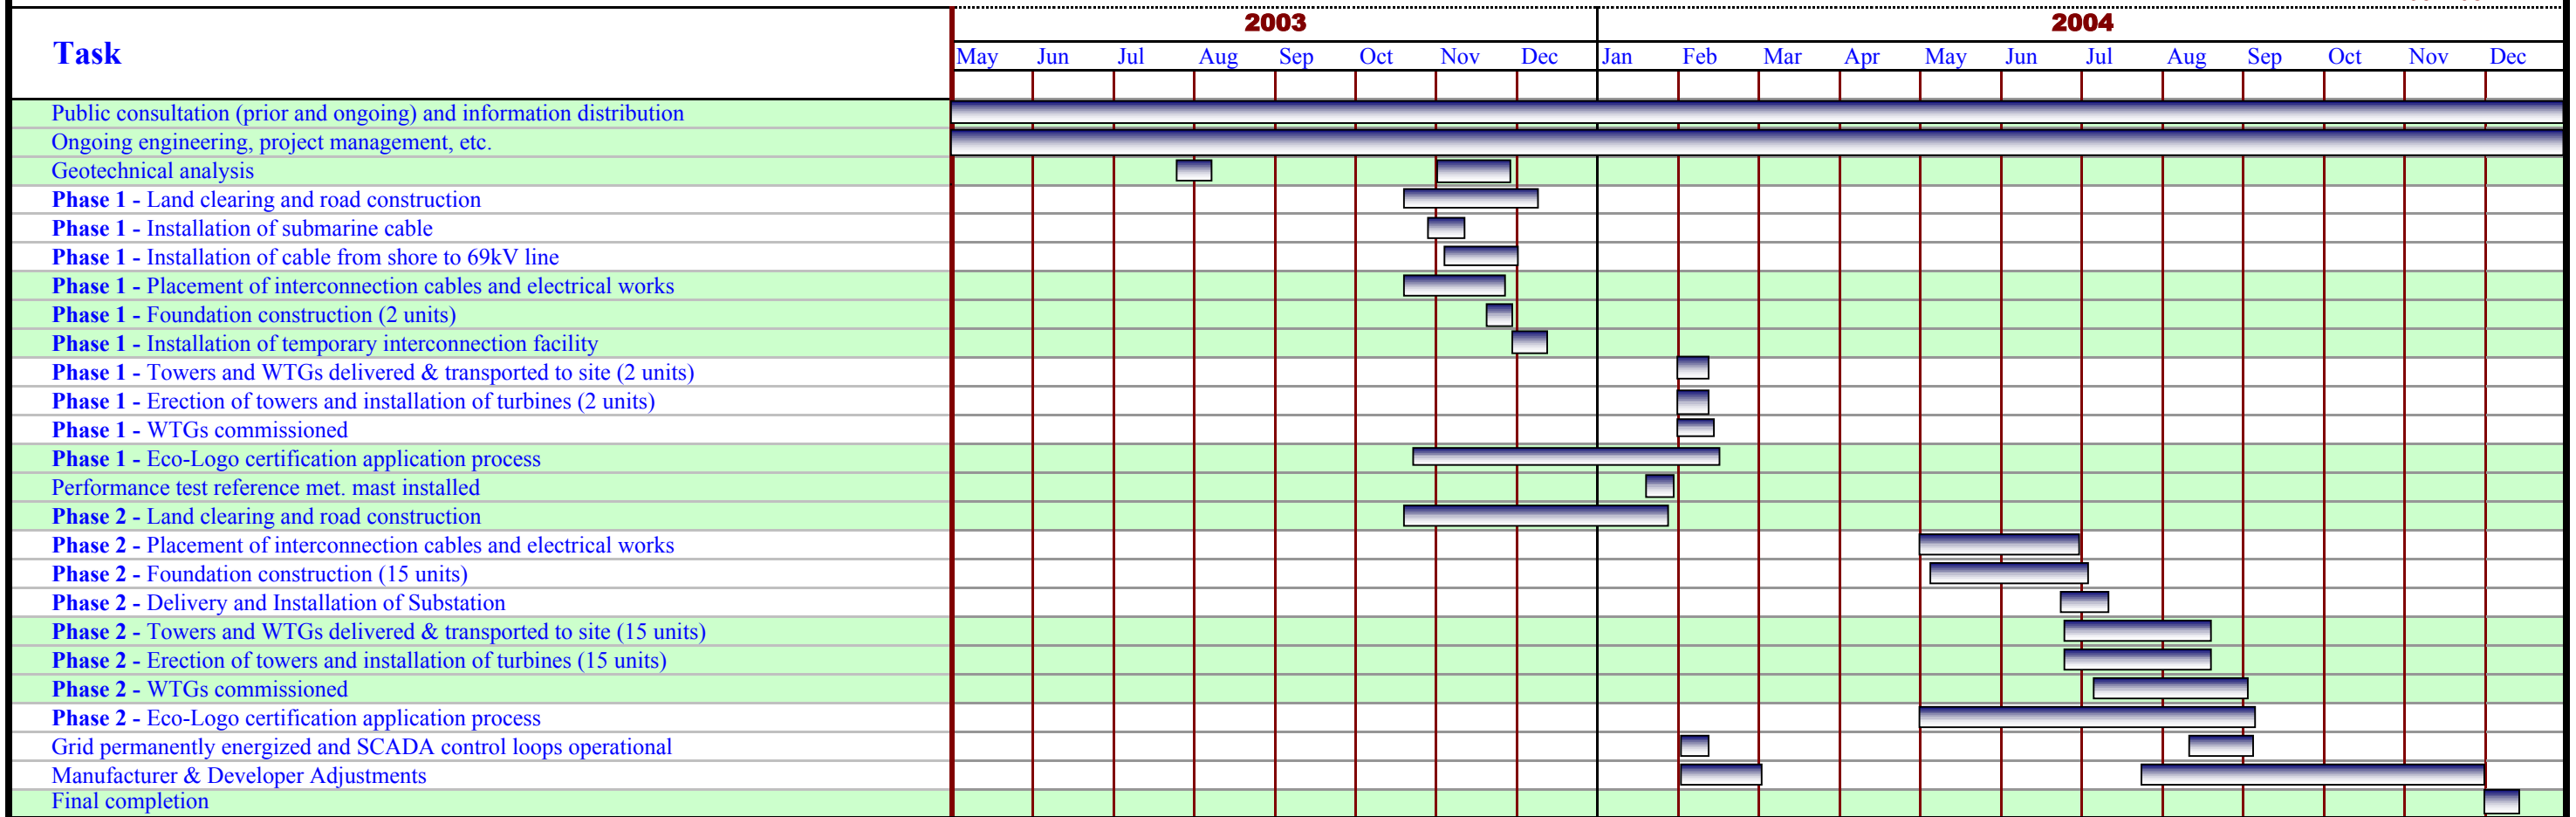 2003 2004
Task
May Jun Jul Aug Sep Oct Nov Dec Jan Feb Mar Apr May Jun Jul Aug Sep Oct Nov Dec
Public consultation (prior and ongoing) and information distribution
Ongoing engineering, project management, etc.
Geotechnical analysis
Phase 1 - Land clearing and road construction
Phase 1 - Installation of submarine cable
Phase 1 - Installation of cable from shore to 69kV line
Phase 1 - Placement of interconnection cables and electrical works
Phase 1 - Foundation construction (2 units)
Phase 1 - Installation of temporary interconnection facility
Phase 1 - Towers and WTGs delivered & transported to site (2 units)
Phase 1 - Erection of towers and installation of turbines (2 units)
Phase 1 - WTGs commissioned
Phase 1 - Eco-Logo certification application process
Performance test reference met. mast installed
Phase 2 - Land clearing and road construction
Phase 2 - Placement of interconnection cables and electrical works
Phase 2 - Foundation construction (15 units)
Phase 2 - Delivery and Installation of Substation
Phase 2 - Towers and WTGs delivered & transported to site (15 units)
Phase 2 - Erection of towers and installation of turbines (15 units)
Phase 2 - WTGs commissioned
Phase 2 - Eco-Logo certification application process
Grid permanently energized and SCADA control loops operational
Manufacturer & Developer Adjustments
Final completion